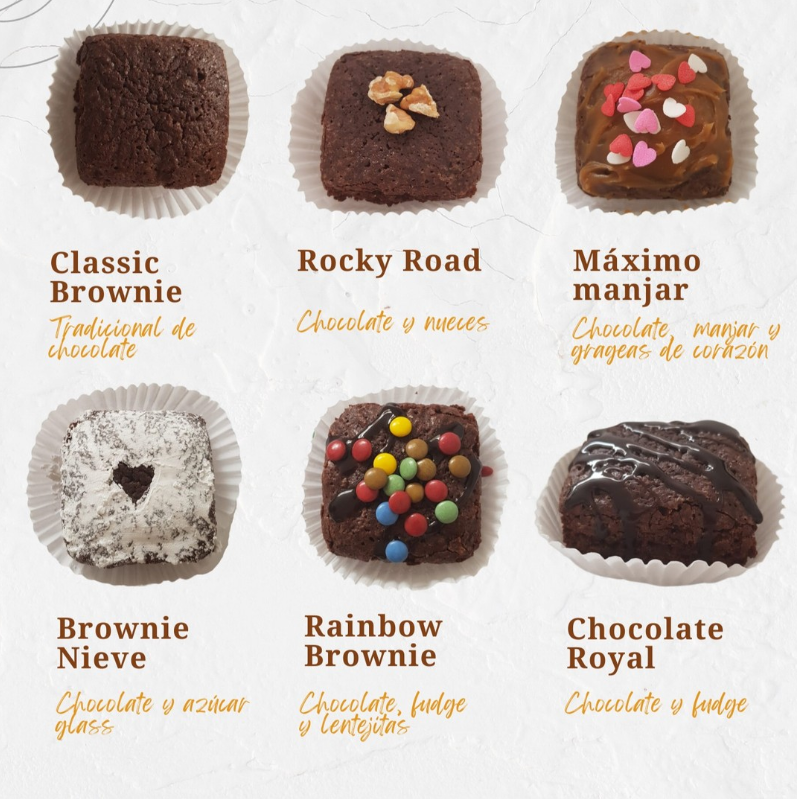 Classic
Brownie
Tradicional de
chocolate
Rocky Road
Chocolate y nueces
Máximo
manjar
Chocolate, manjar y
grageas de corazón
Brownie
Nieve
Chocolate y azúcar
glass
Rainbow
Brownie
Chocolate, fudge
y lentejitas
Chocolate
Royal
Chocolate y fudge